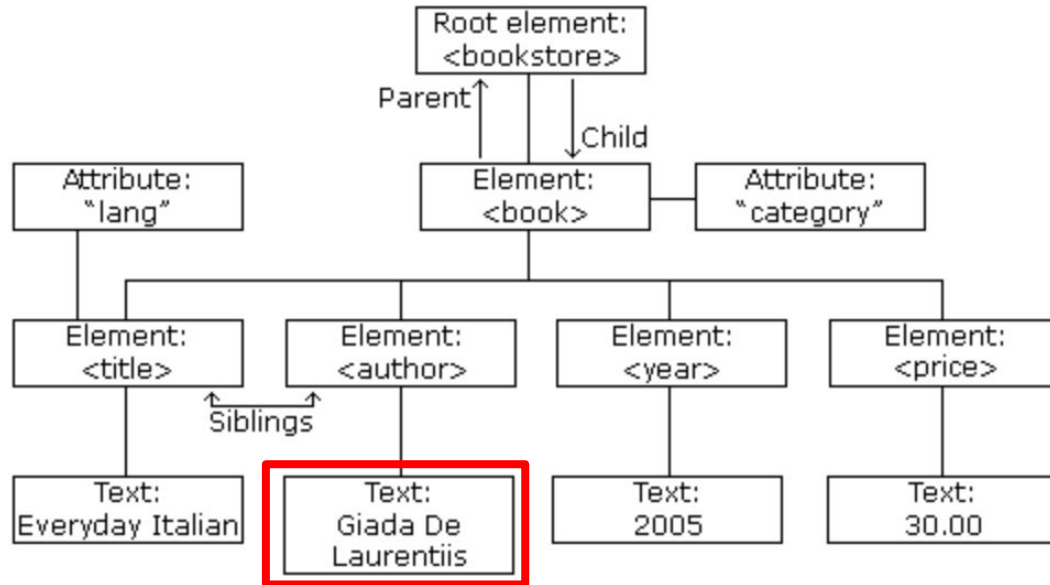 Root element:
<bookstore>
Parent
Child
Attribute:
"lang"
Element:
<book>
Attribute:
"category"
Element:
<title>
Element:
<author>
Element:
<year>
Element:
<price>
Siblings
Text:
Everyday Italian
Text:
Giada De
Laurentiis
Text:
2005
Text:
30.00